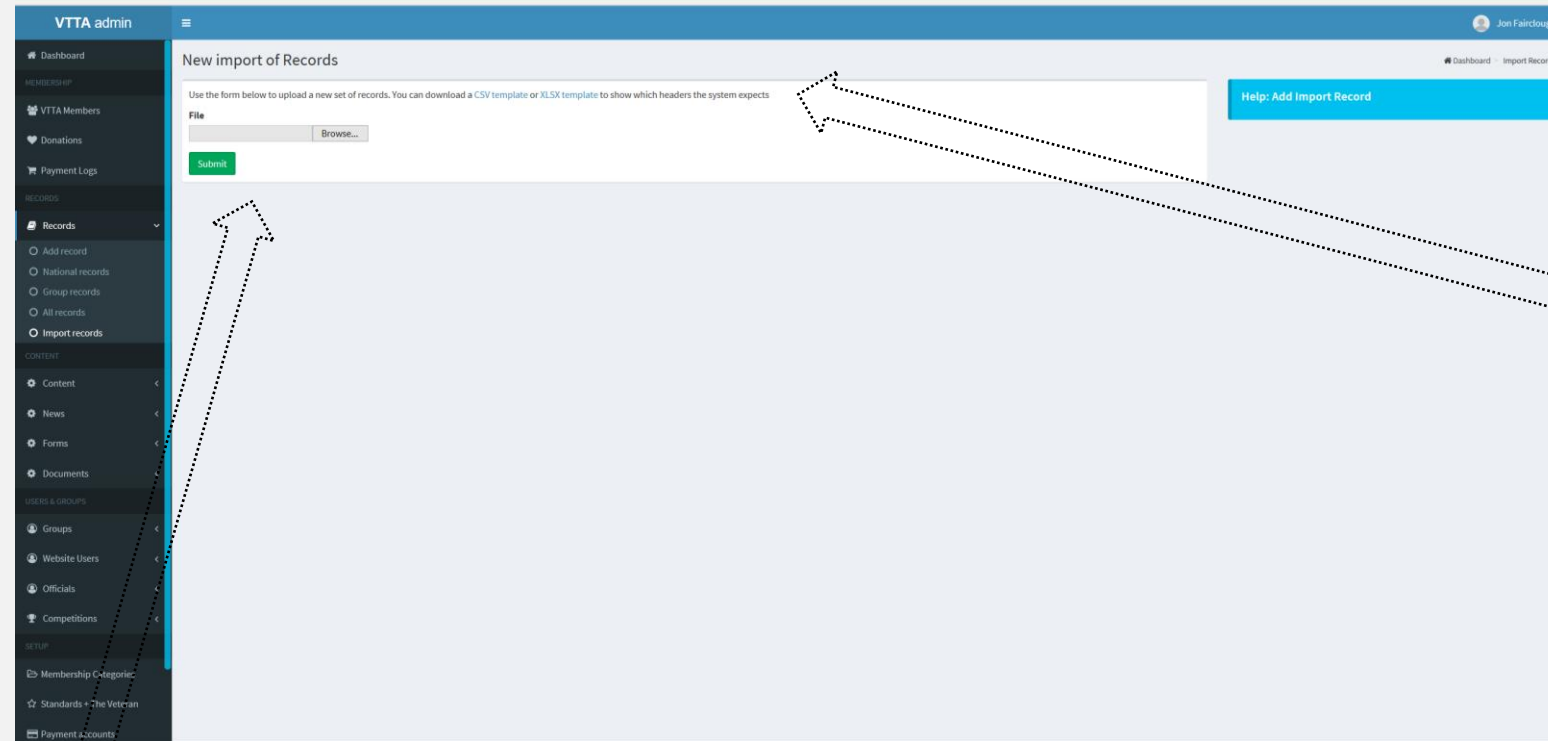 VTTA admin
Jon Fairclou
Dashboard
New import of Records
Dashboard - Import Recor
MEMBERSHIP
Use the form below to upload a new set of records. You can download a CSV template or XLSX template to show which headers the system expects
Help: Add Import Record
VTTA Members
File
Browse...
Donations
Submit
Payment Logs
RECORDS
Records
Add record
National records
Group records
All records
Import records
CONTENT
Content
News
Forms
Documents
USERS & GROUPS
Groups
Website Users
Officials
Competitions
SETUP
Membership Categories
Standards + The Veteran
Payment accounts